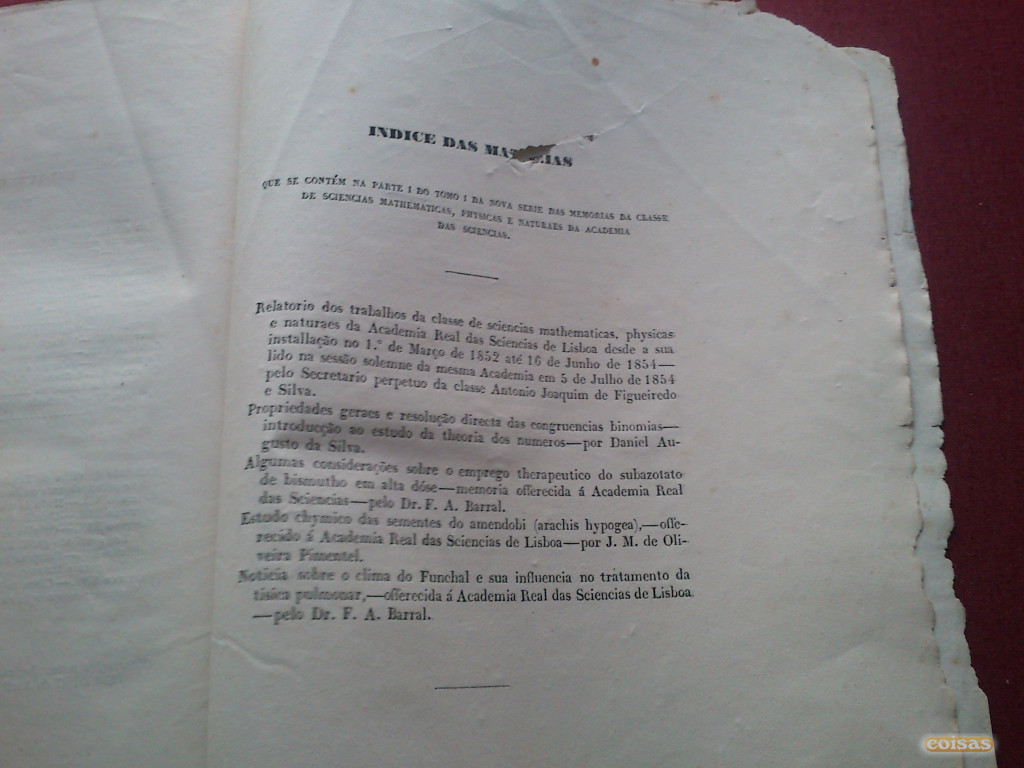 INDICE DAS MATERIAS
QUE SE CONTÉM NA PARTE I DO TOMO I DA NOVA SERIE DAS MEMORIAS DA CLASSE
DE SCIENCIAS MATHEMATICAS, PHYSICAS E NATURAES DA ACADEMIA
DAS SCIENCIAS.
Relatorio dos trabalhos da classe de sciencias mathematicas, physicas
e naturaes da Academia Real das Sciencias de Lisboa desde a sua
installação no 1.º de Março de 1852 até 16 de Junho de 1854—
lido na sessão solemne da mesma Academia em 5 de Julho de 1854
pelo Secretario perpetuo da classe Antonio Joaquim de Figueiredo
e Silva.
Propriedades geraes e resolução directa das congruencias binomias—
introducção ao estudo da theoria dos numeros—por Daniel Au-
gusto da Silva.
Algumas considerações sobre o emprego therapeutico do subazotato
de bismutho em alta dóse—memoria offerecida á Academia Real
das Sciencias—pelo Dr. F. A. Barral.
Estudo chymico das sementes do amendobi (arachis hypogea),—offe-
recido á Academia Real das Sciencias de Lisboa—por J. M. de Oli-
veira Pimentel.
Noticia sobre o clima do Funchal e sua influencia no tratamento da
tisica pulmonar,—offerecida á Academia Real das Sciencias de Lisboa
—pelo Dr. F. A. Barral.
coisas